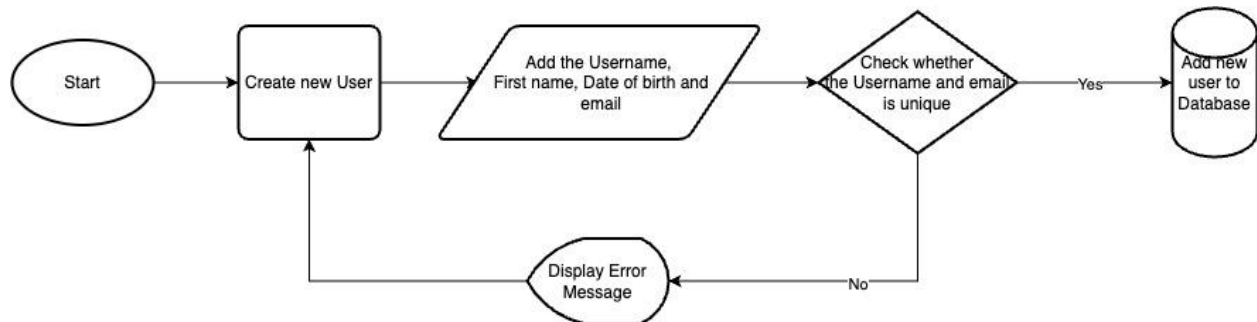 Start
Create new User
Add the Username,
First name, Date of birth and
email
Check whether
the Username and email
is unique
Yes
Add new
user to
Database
Display Error
Message
No